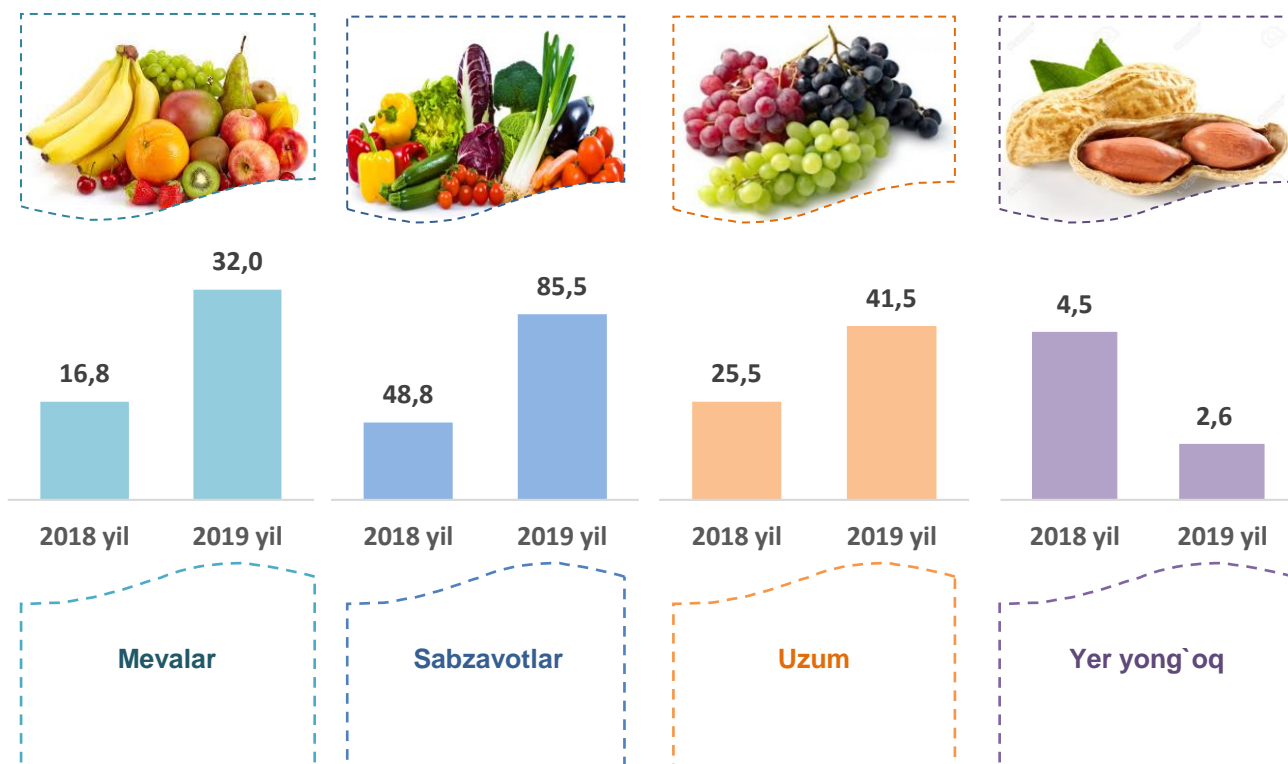 32,0
16,8
2018 yil 2019 yil
Mevalar
85,5
48,8
2018 yil 2019 yil
Sabzavotlar
41,5
25,5
2018 yil 2019 yil
Uzum
4,5
2,6
2018 yil 2019 yil
Yer yong`oq